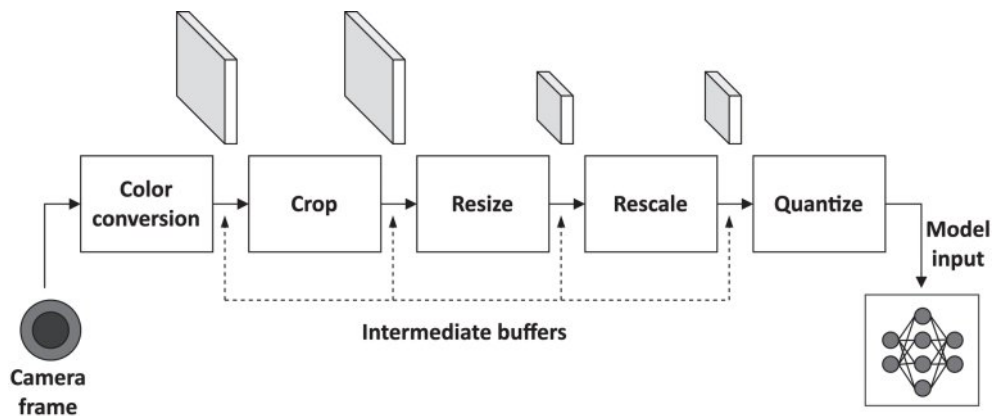 Color
conversion
Crop
Resize
Rescale
Quantize
Model
input
Intermediate buffers
Camera
frame